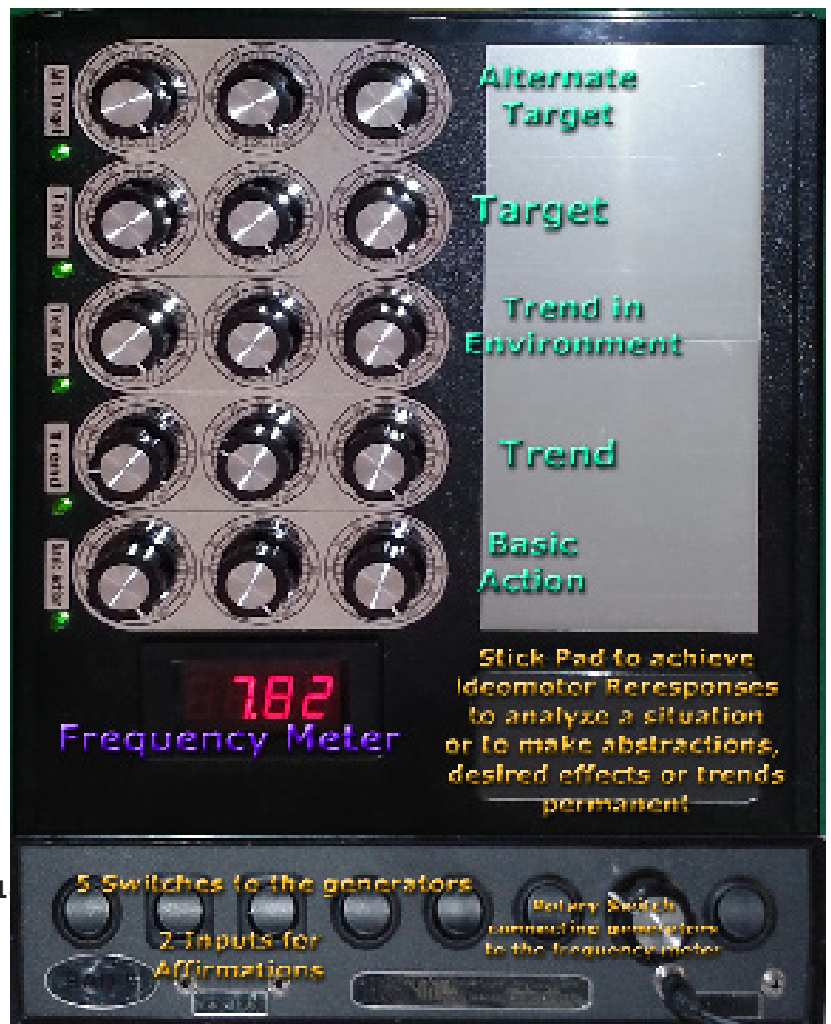 Alternate
Target
Target
Target
Trend in
Environment
Trend
Trend
Basic
Action
7.82
Frequency Meter
Stick Pad to achieve
Ideomotor Reresponses
to analyze a situation
or to make abstractions,
desired effects or trends
permanent
1
5 Switches to the generators
Rotary Switch
connecting generators
to the frequency meter
2 Inputs for
Affirmations